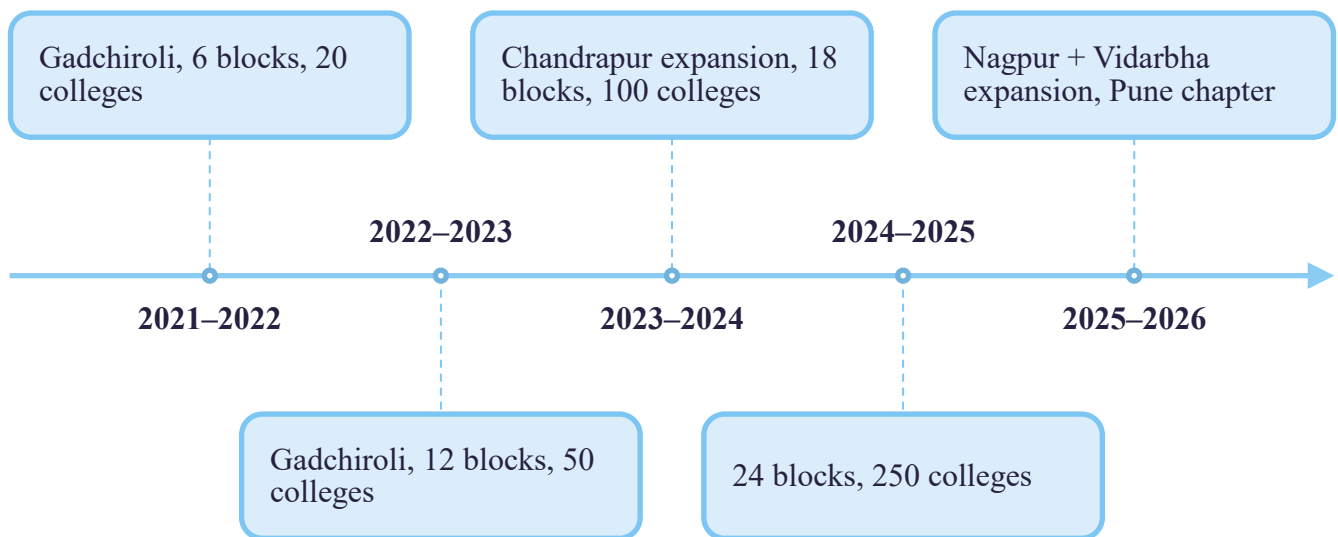 Gadchiroli, 6 blocks, 20
colleges
Chandrapur expansion, 18
blocks, 100 colleges
Nagpur + Vidarbha
expansion, Pune chapter
2022–2023
2024–2025
2021–2022
2023–2024
2025–2026
Gadchiroli, 12 blocks, 50
colleges
24 blocks, 250 colleges